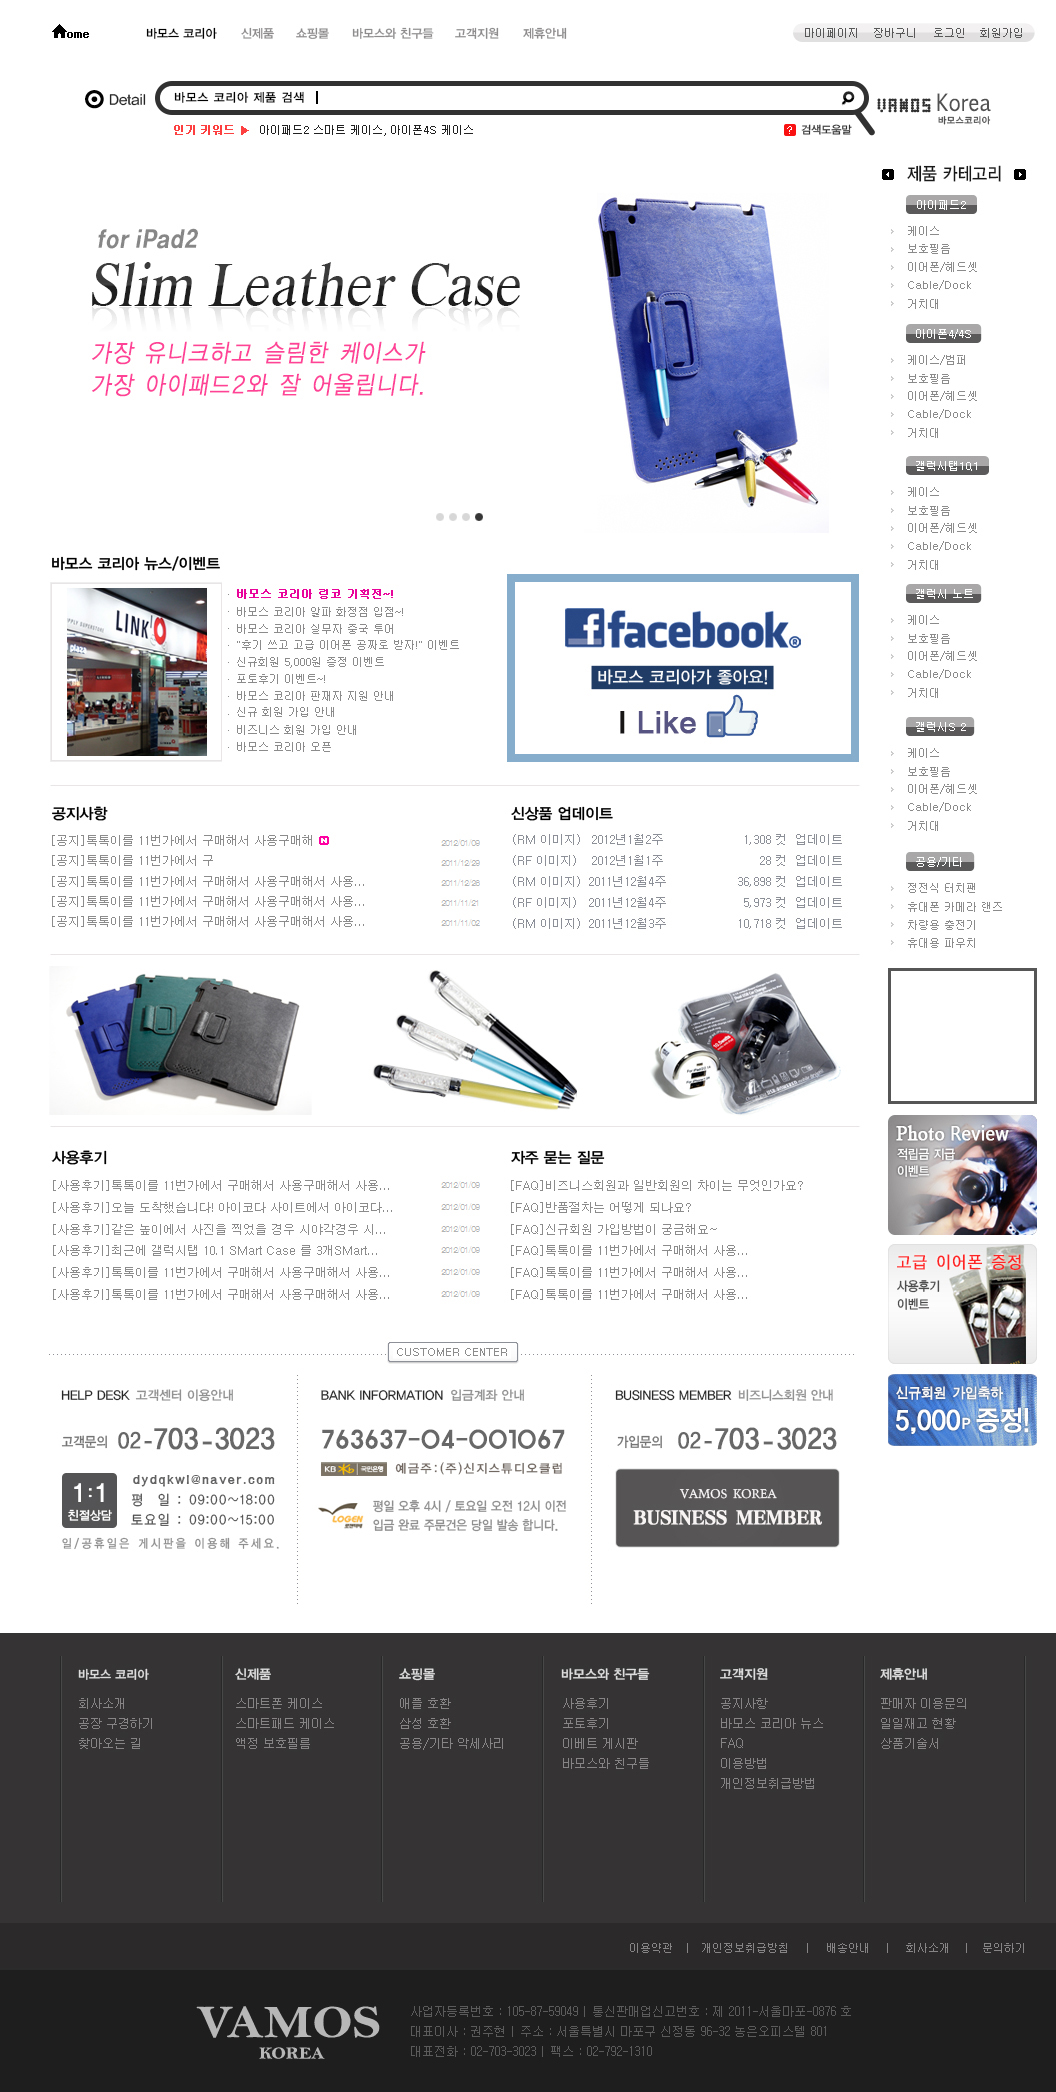 Home
바모스 코리아 신제품 쇼핑몰 바모스와 친구들 고객지원 제휴안내
마이페이지 장바구니 로그인 회원가입
Detail 바모스 코리아 제품 검색
VAMOS Korea
바모스코리아
인기 키워드 ▶ 아이패드2 스마트 케이스, 아이폰4S 케이스
? 검색도움말
for iPad2
Slim Leather Case
가장 유니크하고 슬림한 케이스가
가장 아이패드2와 잘 어울립니다.
제품 카테고리
아이패드2
케이스
보호필음
이어폰/헤드셋
Cable/Dock
거치대
아이폰4/4S
케이스/범퍼
보호필음
이어폰/헤드셋
Cable/Dock
거치대
갤럭시탭10.1
케이스
보호필음
이어폰/헤드셋
Cable/Dock
거치대
갤럭시 노트
케이스
보호필음
이어폰/헤드셋
Cable/Dock
거치대
갤럭시S 2
케이스
보호필음
이어폰/헤드셋
Cable/Dock
거치대
공용/기타
정전식 터치팬
휴대폰 카메라 랜즈
차량용 충전기
휴대용 파우치
바모스 코리아 뉴스/이벤트
LINK
plaza
· 바모스 코리아 링고 기획전~!
· 바모스 코리아 알파 화정점 입점~!
· 바모스 코리아 실무자 중국 투어
· "후기 쓰고 고급 이어폰 공짜로 받자!" 이벤트
· 신규회원 5,000원 증정 이벤트
· 포토후기 이벤트~!
· 바모스 코리아 판재자 지원 안내
· 신규 회원 가입 안내
· 비즈니스 회원 가입 안내
· 바모스 코리아 오픈
facebook®
바모스 코리아가 좋아요!
I Like
공지사항
[공지]톡톡이를 11번가에서 구매해서 사용구매해 N 2012/01/09
[공지]톡톡이를 11번가에서 구 2011/12/29
[공지]톡톡이를 11번가에서 구매해서 사용구매해서 사용... 2011/12/26
[공지]톡톡이를 11번가에서 구매해서 사용구매해서 사용... 2011/11/21
[공지]톡톡이를 11번가에서 구매해서 사용구매해서 사용... 2011/11/02
신상품 업데이트
(RM 이미지) 2012년1월2주 1,308 컷 업데이트
(RF 이미지) 2012년1월1주 28 컷 업데이트
(RM 이미지) 2011년12월4주 36,898 컷 업데이트
(RF 이미지) 2011년12월4주 5,973 컷 업데이트
(RM 이미지) 2011년12월3주 10,718 컷 업데이트
사용후기
[사용후기]톡톡이를 11번가에서 구매해서 사용구매해서 사용... 2012/01/09
[사용후기]오늘 도착했습니다! 아이코다 사이트에서 아이코다... 2012/01/09
[사용후기]같은 높이에서 사진을 찍었을 경우 시야각경우 시... 2012/01/09
[사용후기]최근에 갤럭시탭 10.1 SMart Case 를 3개SMart... 2012/01/09
[사용후기]톡톡이를 11번가에서 구매해서 사용구매해서 사용... 2012/01/09
[사용후기]톡톡이를 11번가에서 구매해서 사용구매해서 사용... 2012/01/09
자주 묻는 질문
[FAQ]비즈니스회원과 일반회원의 차이는 무엇인가요?
[FAQ]반품절차는 어떻게 되나요?
[FAQ]신규회원 가입방법이 궁금해요~
[FAQ]톡톡이를 11번가에서 구매해서 사용...
[FAQ]톡톡이를 11번가에서 구매해서 사용...
[FAQ]톡톡이를 11번가에서 구매해서 사용...
Photo Review
적립금 지급
이벤트
고급 이어폰 증정
사용후기
이벤트
신규회원 가입축하
5,000P 증정!
CUSTOMER CENTER
HELP DESK 고객센터 이용안내
고객문의 02-703-3023
1:1
친절상담
dydqkwl@naver.com
평 일 : 09:00~18:00
토요일 : 09:00~15:00
일/공휴일은 게시판을 이용해 주세요.
BANK INFORMATION 입금계좌 안내
763637-04-001067
KB 국민은행 예금주:(주)신지스튜디오클럽
LOGEN
평일 오후 4시 / 토요일 오전 12시 이전
입금 완료 주문건은 당일 발송 합니다.
BUSINESS MEMBER 비즈니스회원 안내
가입문의 02-703-3023
VAMOS KOREA
BUSINESS MEMBER
바모스 코리아
회사소개
공장 구경하기
찾아오는 길
신제품
스마트폰 케이스
스마트패드 케이스
액정 보호필름
쇼핑몰
애플 호환
삼성 호환
공용/기타 악세사리
바모스와 친구들
사용후기
포토후기
이베트 게시판
바모스와 친구들
고객지원
공지사항
바모스 코리아 뉴스
FAQ
이용방법
개인정보취급방법
제휴안내
판매자 이용문의
일일재고 현황
상품기술서
이용약관 | 개인정보취급방침 | 배송안내 | 회사소개 | 문의하기
VAMOS
KOREA
사업자등록번호 : 105-87-59049 | 통신판매업신고번호 : 제 2011-서울마포-0876 호
대표이사 : 권주현 | 주소 : 서울특별시 마포구 신정동 96-32 농은오피스텔 801
대표전화 : 02-703-3023 | 팩스 : 02-792-1310